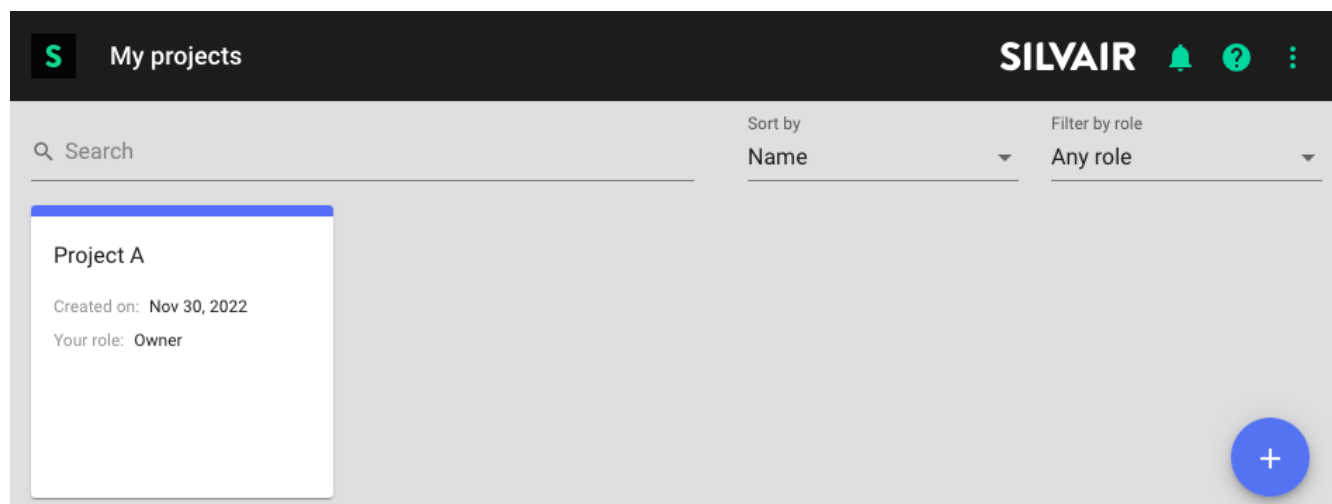 S My projects SILVAIR ?
Sort by Filter by role
Search Name Any role
Project A
Created on: Nov 30, 2022
Your role: Owner
+